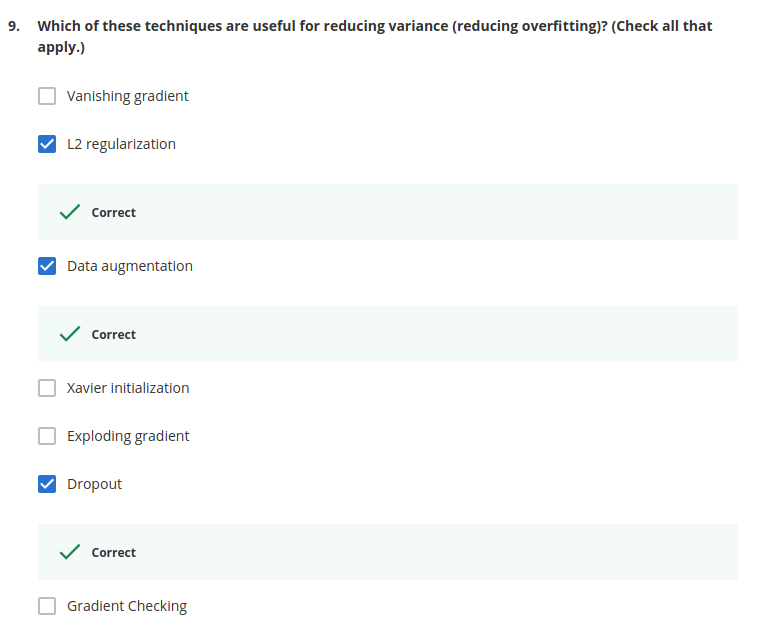 9. Which of these techniques are useful for reducing variance (reducing overfitting)? (Check all that
apply.)
Vanishing gradient
L2 regularization
Correct
Data augmentation
Correct
Xavier initialization
Exploding gradient
Dropout
Correct
Gradient Checking